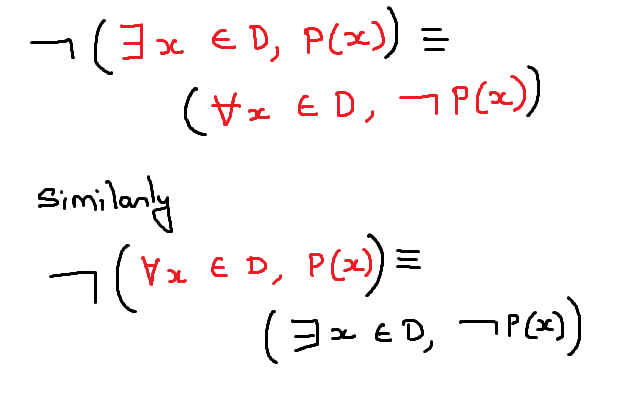 ¬(∃x ∈ D, P(x)) ≡
(∀x ∈ D, ¬P(x))
Similarly
¬(∀x ∈ D, P(x)) ≡
(∃x ∈ D, ¬P(x))